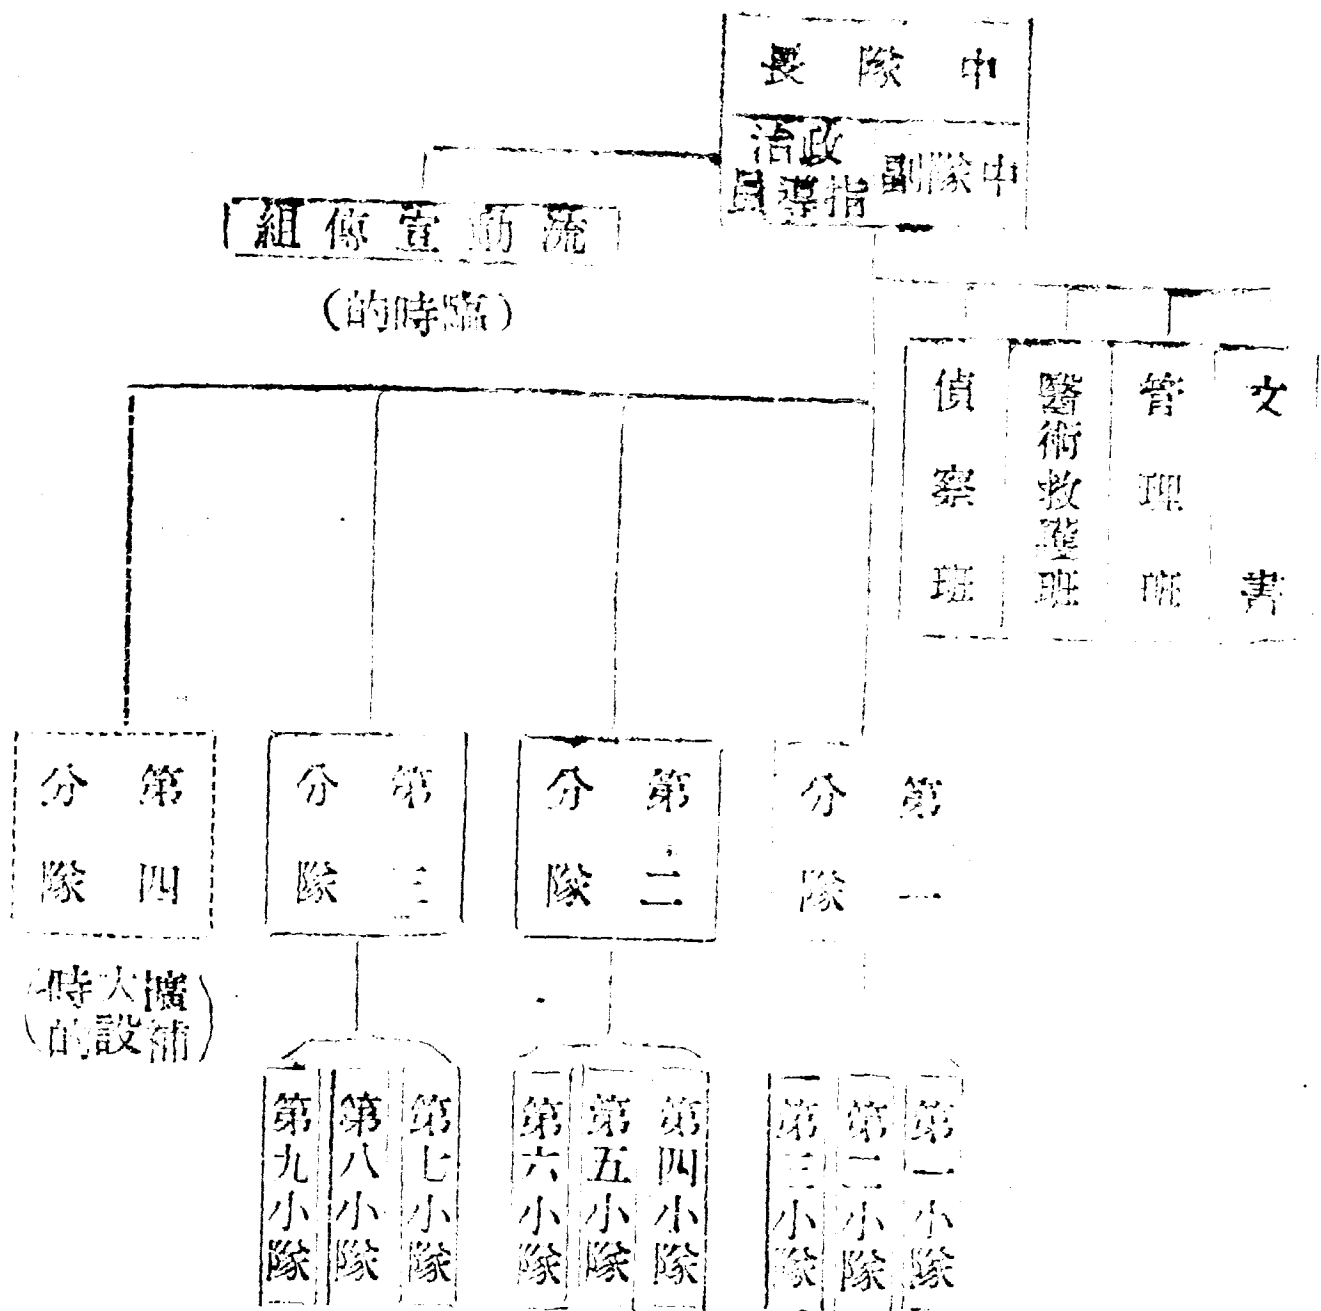 中隊長
中隊副
政治
指導員
流動宣傳組
(臨時的)
文書
管理班
醫術救護班
偵察班
第一
分隊
第二
分隊
第三
分隊
第四
分隊
(擴大時
補設的)
第一小隊
第二小隊
第三小隊
第四小隊
第五小隊
第六小隊
第七小隊
第八小隊
第九小隊